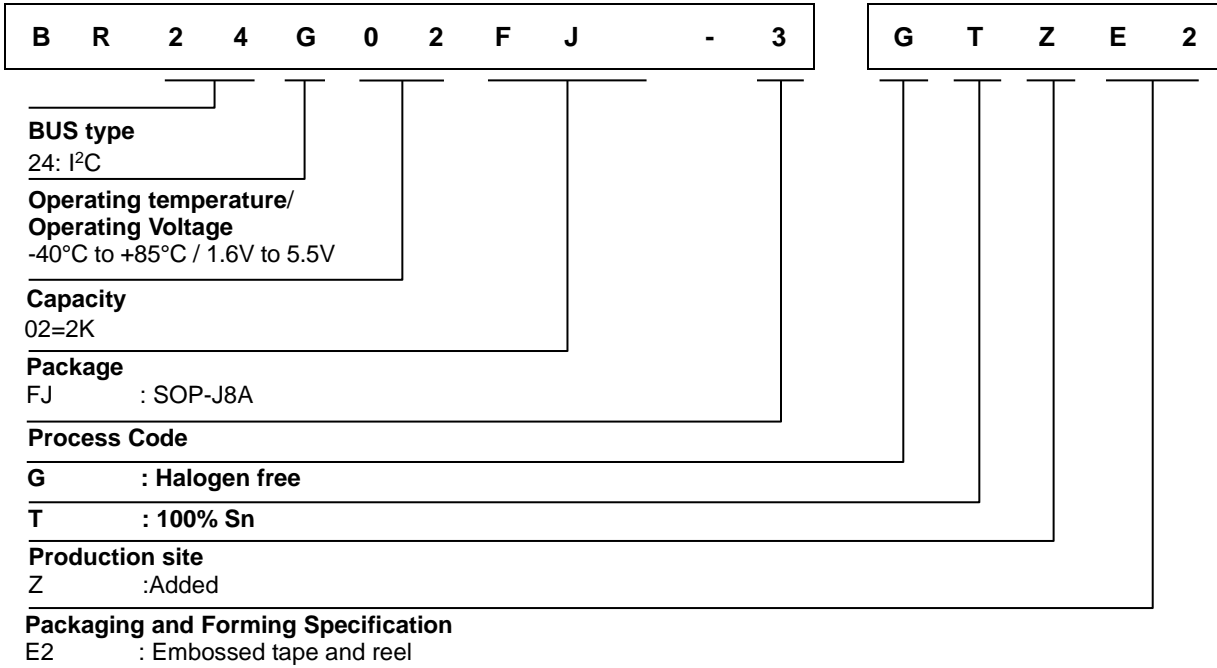 B R 2 4 G 0 2 F J - 3 G T Z E 2
BUS type
24: I²C
Operating temperature/
Operating Voltage
-40°C to +85°C / 1.6V to 5.5V
Capacity
02=2K
Package
FJ : SOP-J8A
Process Code
G : Halogen free
T : 100% Sn
Production site
Z :Added
Packaging and Forming Specification
E2 : Embossed tape and reel